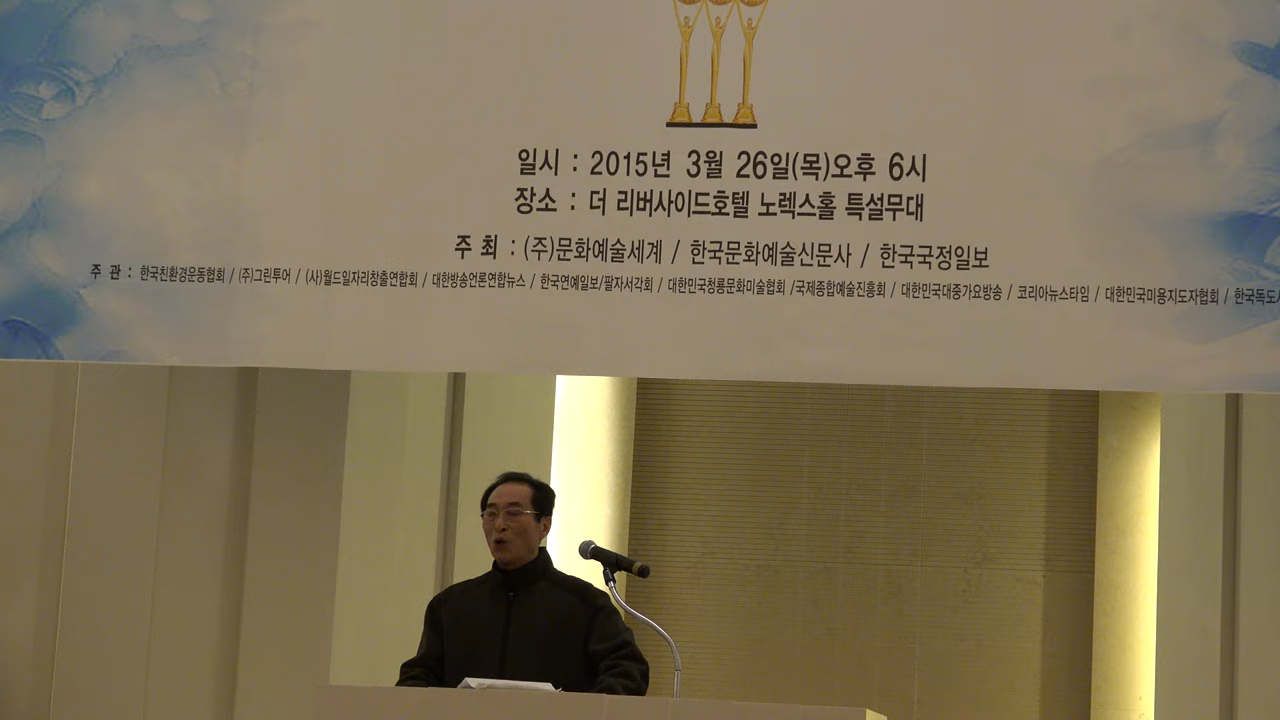 일시 : 2015년 3월 26일(목)오후 6시
장소 : 더 리버사이드호텔 노렉스홀 특설무대
주 최 : (주)문화예술세계 / 한국문화예술신문사 / 한국국정일보
주 관 : 한국친환경운동협회 / (주)그린투어 / (사)월드일자리창출연합회 / 대한방송언론연합뉴스 / 한국연예일보/팔자서각회 / 대한민국청룡문화미술협회 /국제종합예술진흥회 / 대한민국대중가요방송 / 코리아뉴스타임 / 대한민국미용지도자협회 / 한국독도